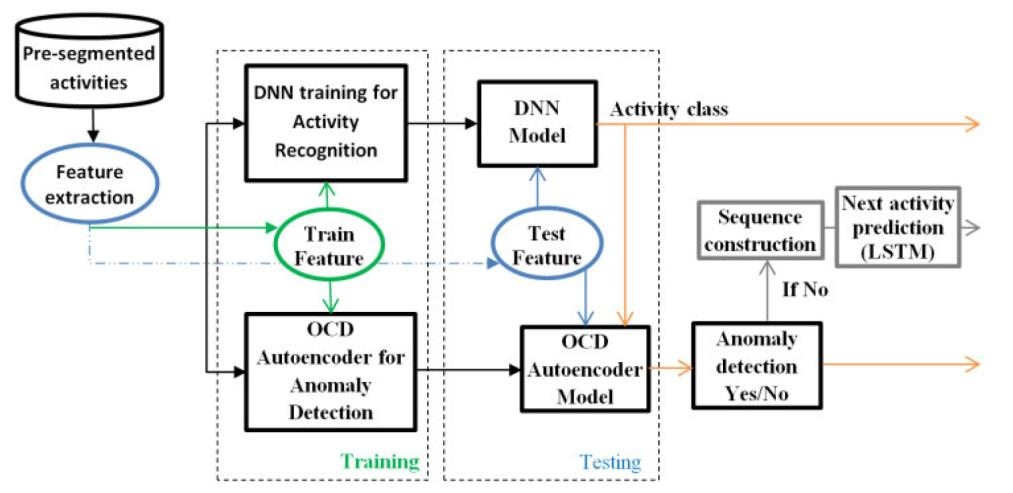 Pre-segmented
activities
Feature
extraction
DNN training for
Activity
Recognition
Train
Feature
OCD
Autoencoder for
Anomaly
Detection
Training
DNN
Model
Activity class
Test
Feature
OCD
Autoencoder
Model
Testing
Sequence
construction
Next activity
prediction
(LSTM)
If No
Anomaly
detection
Yes/No